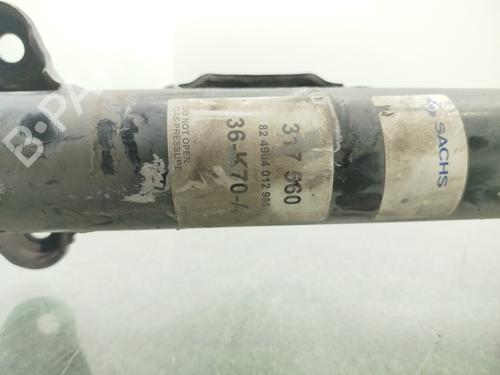 SACHS
317 560
82 4904 012 985
36-K70-A
DO NOT OPEN
GAS PRESSURE
B-PA